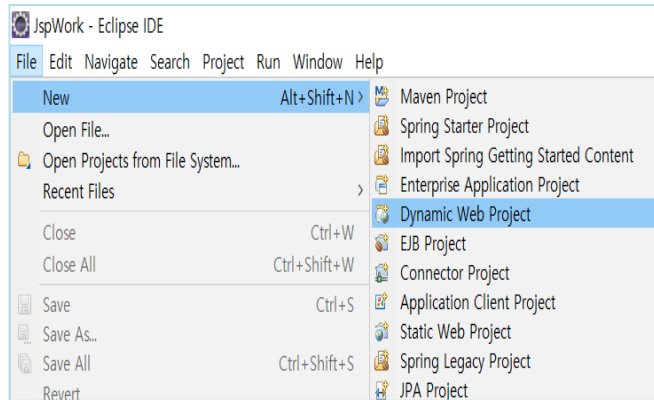 JspWork - Eclipse IDE
File Edit Navigate Search Project Run Window Help
New Alt+Shift+N >
Open File...
Open Projects from File System...
Recent Files >
Close Ctrl+W
Close All Ctrl+Shift+W
Save Ctrl+S
Save As...
Save All Ctrl+Shift+S
Revert
Maven Project
Spring Starter Project
Import Spring Getting Started Content
Enterprise Application Project
Dynamic Web Project
EJB Project
Connector Project
Application Client Project
Static Web Project
Spring Legacy Project
JPA Project